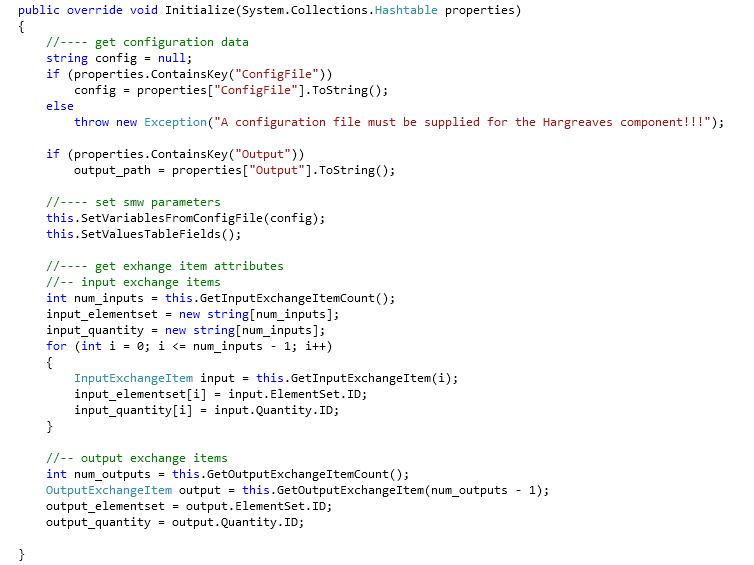 public override void Initialize(System.Collections.Hashtable properties)
{
    //---- get configuration data
    string config = null;
    if (properties.ContainsKey("ConfigFile"))
        config = properties["ConfigFile"].ToString();
    else
        throw new Exception("A configuration file must be supplied for the Hargreaves component!!!");

    if (properties.ContainsKey("Output"))
        output_path = properties["Output"].ToString();

    //---- set smw parameters
    this.SetVariablesFromConfigFile(config);
    this.SetValuesTableFields();

    //---- get exhange item attributes
    //-- input exchange items
    int num_inputs = this.GetInputExchangeItemCount();
    input_elementset = new string[num_inputs];
    input_quantity = new string[num_inputs];
    for (int i = 0; i <= num_inputs - 1; i++)
    {
        InputExchangeItem input = this.GetInputExchangeItem(i);
        input_elementset[i] = input.ElementSet.ID;
        input_quantity[i] = input.Quantity.ID;
    }

    //-- output exchange items
    int num_outputs = this.GetOutputExchangeItemCount();
    OutputExchangeItem output = this.GetOutputExchangeItem(num_outputs - 1);
    output_elementset = output.ElementSet.ID;
    output_quantity = output.Quantity.ID;

}